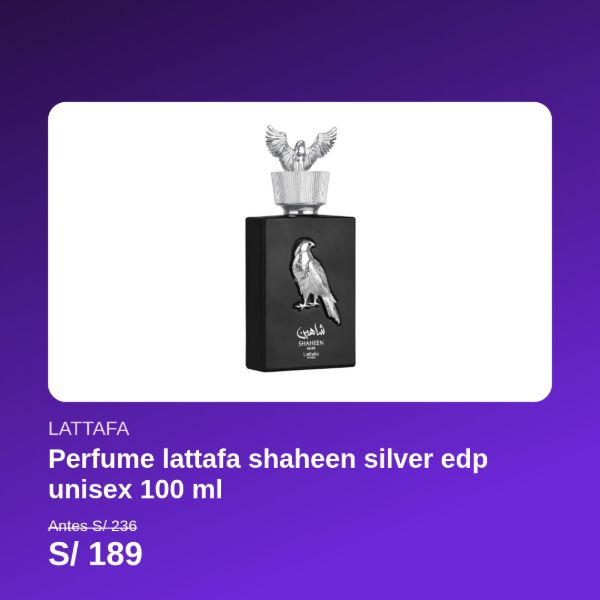 شاهين
SHAHEEN
Lattafa
LATTAFA
Perfume lattafa shaheen silver edp
unisex 100 ml
Antes S/ 236
S/ 189